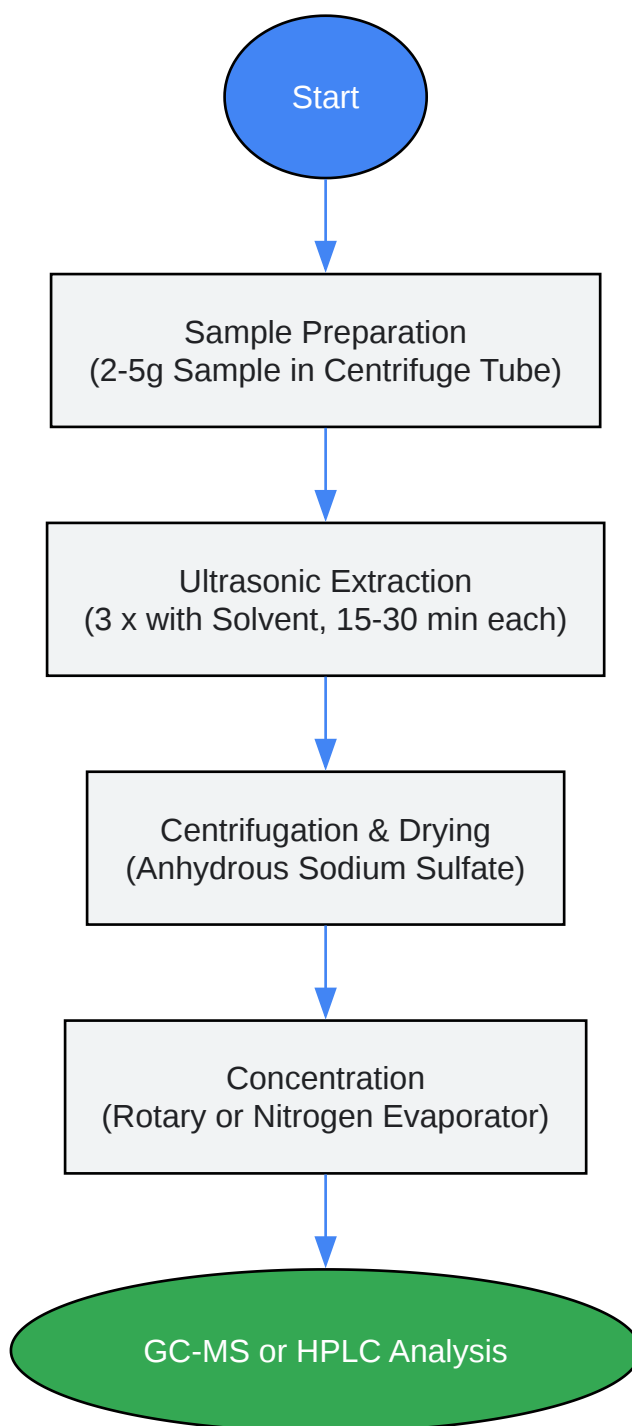 Start
Sample Preparation
(2-5g Sample in Centrifuge Tube)
Ultrasonic Extraction
(3 x with Solvent, 15-30 min each)
Centrifugation & Drying
(Anhydrous Sodium Sulfate)
Concentration
(Rotary or Nitrogen Evaporator)
GC-MS or HPLC Analysis